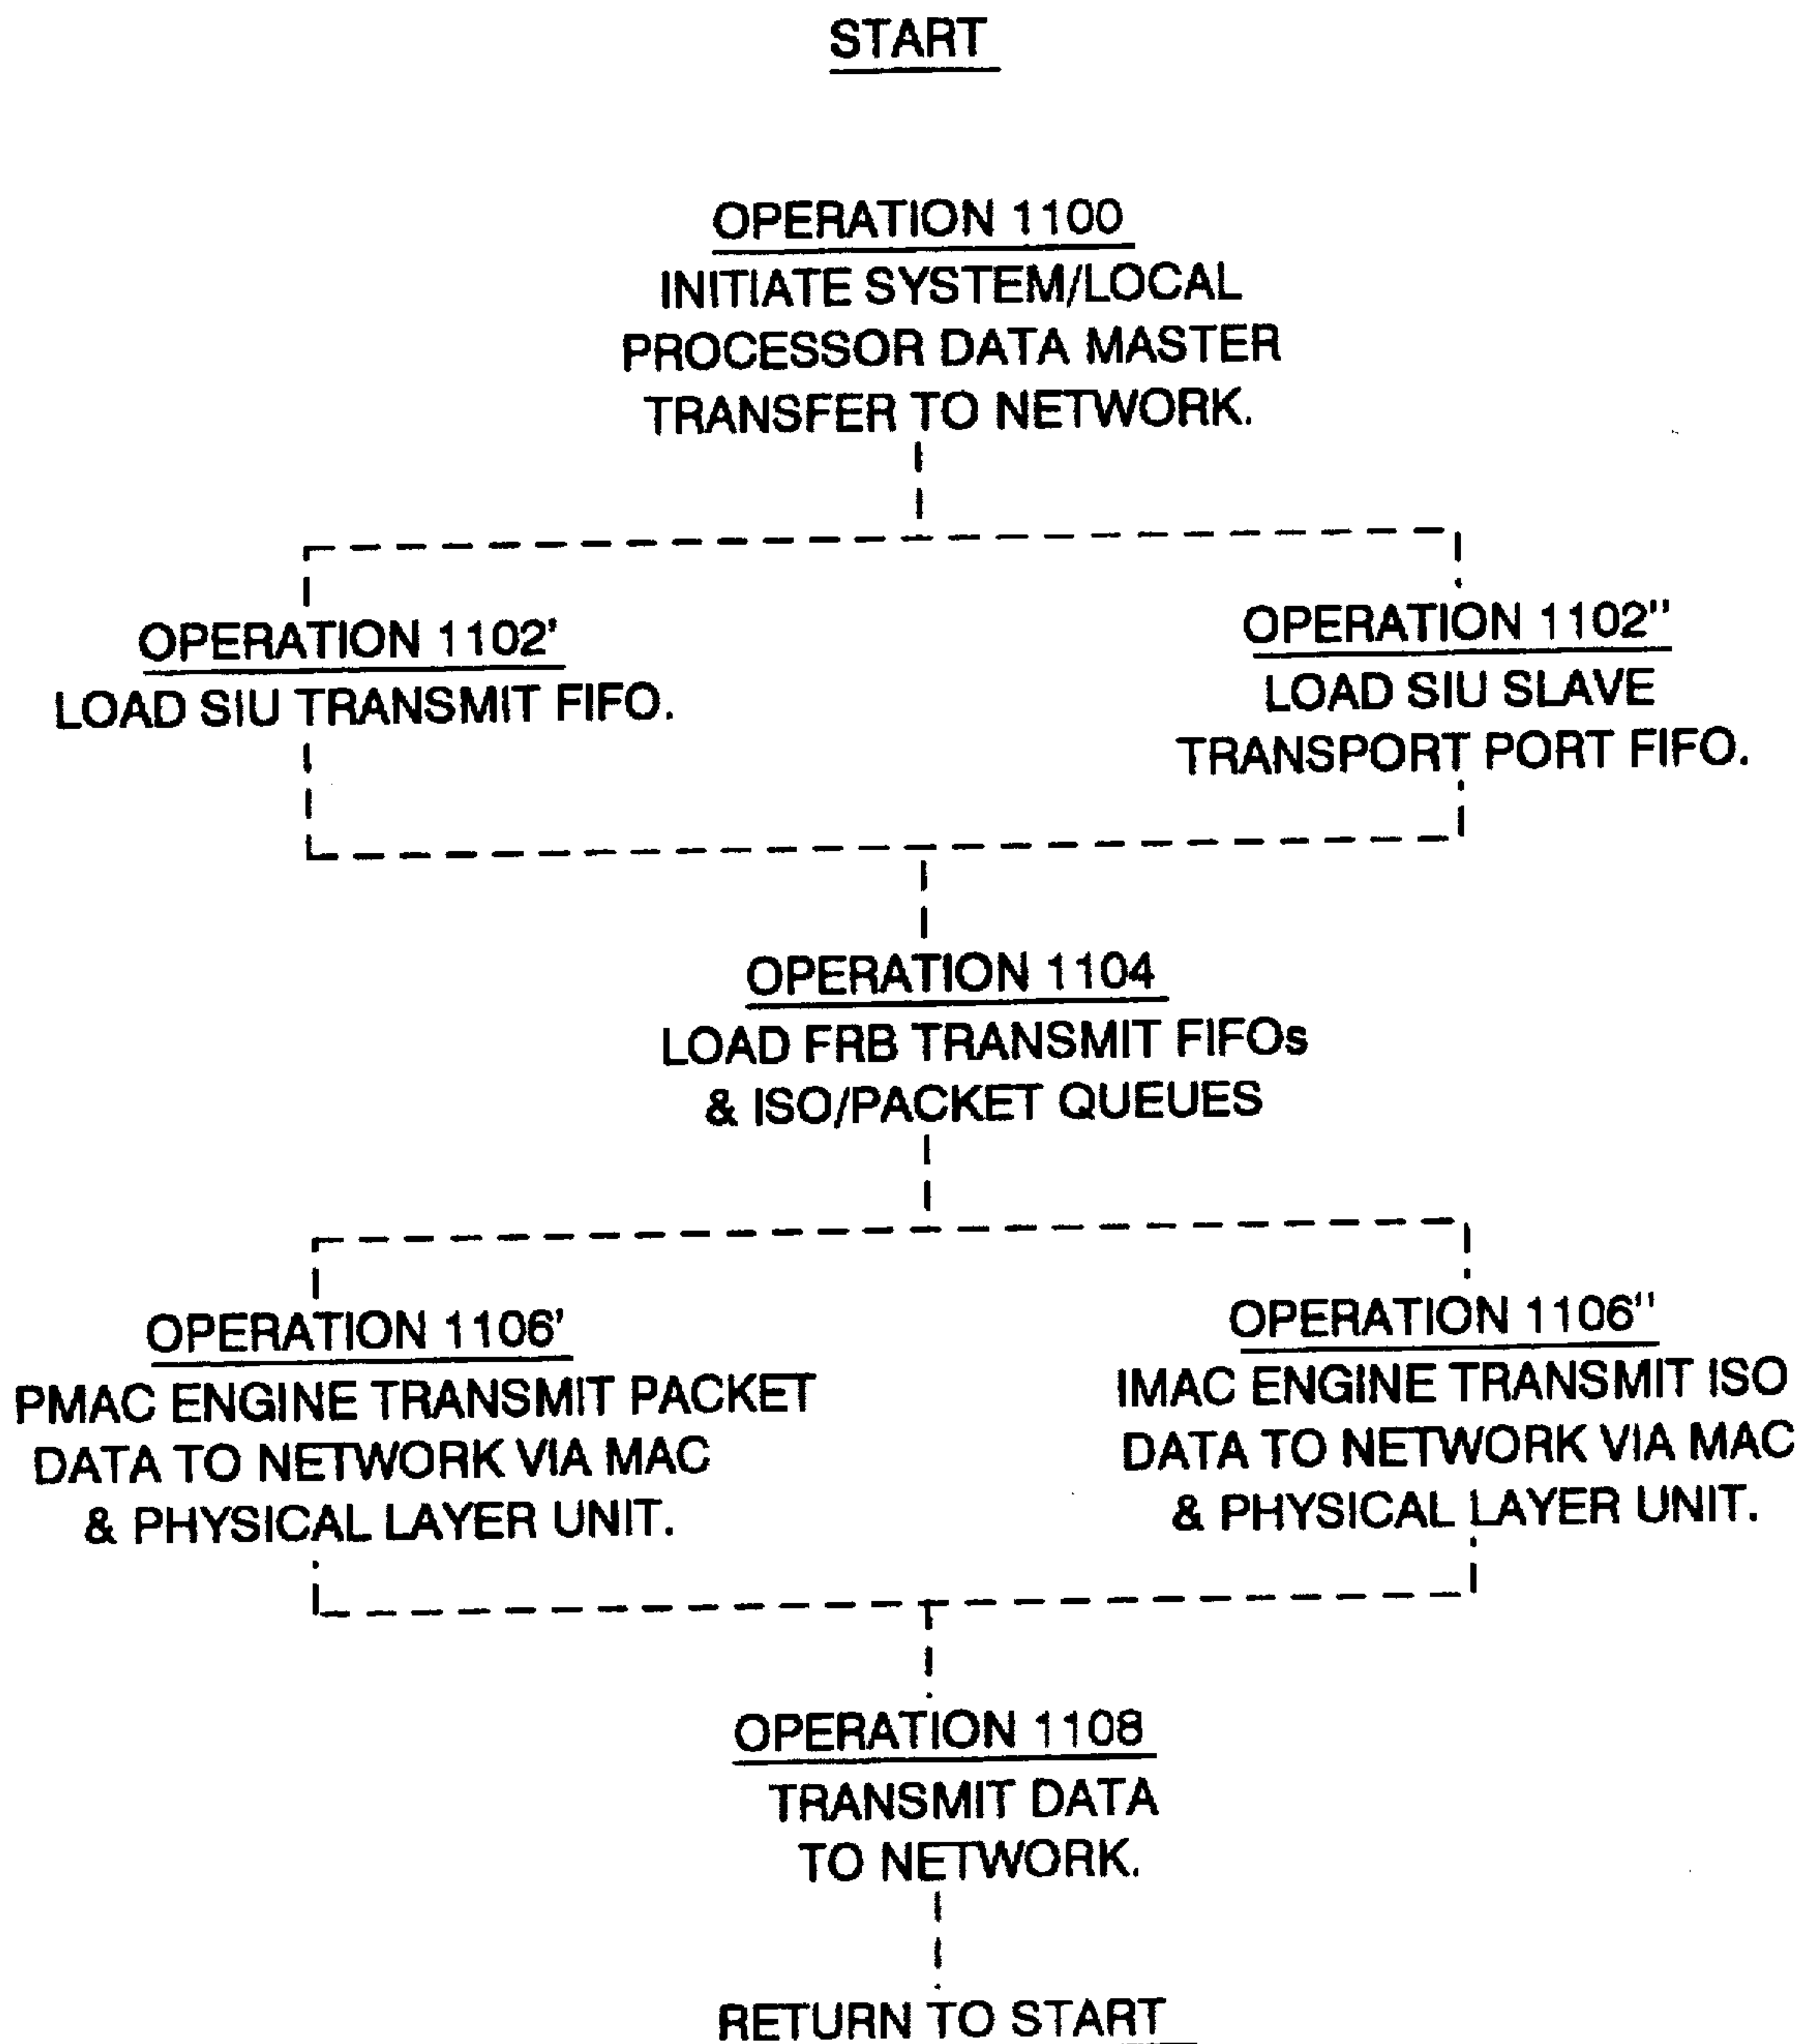 START
OPERATION 1100
INITIATE SYSTEM/LOCAL
PROCESSOR DATA MASTER
TRANSFER TO NETWORK.
OPERATION 1102'
LOAD SIU TRANSMIT FIFO.
OPERATION 1102"
LOAD SIU SLAVE
TRANSPORT PORT FIFO.
OPERATION 1104
LOAD FRB TRANSMIT FIFOs
& ISO/PACKET QUEUES
OPERATION 1106'
PMAC ENGINE TRANSMIT PACKET
DATA TO NETWORK VIA MAC
& PHYSICAL LAYER UNIT.
OPERATION 1106"
IMAC ENGINE TRANSMIT ISO
DATA TO NETWORK VIA MAC
& PHYSICAL LAYER UNIT.
OPERATION 1108
TRANSMIT DATA
TO NETWORK.
RETURN TO START